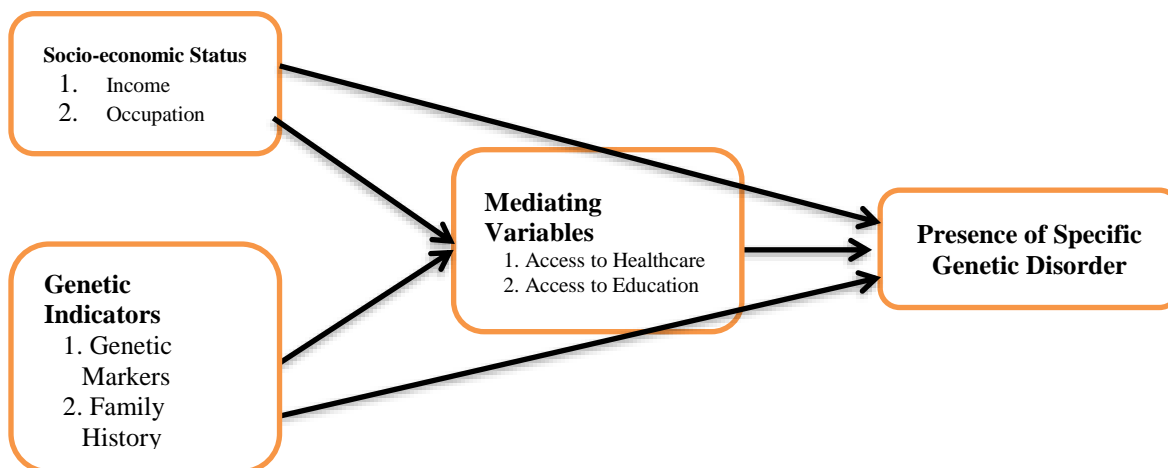 Socio-economic Status
1. Income
2. Occupation
Genetic
Indicators
1. Genetic
Markers
2. Family
History
Mediating
Variables
1. Access to Healthcare
2. Access to Education
Presence of Specific
Genetic Disorder